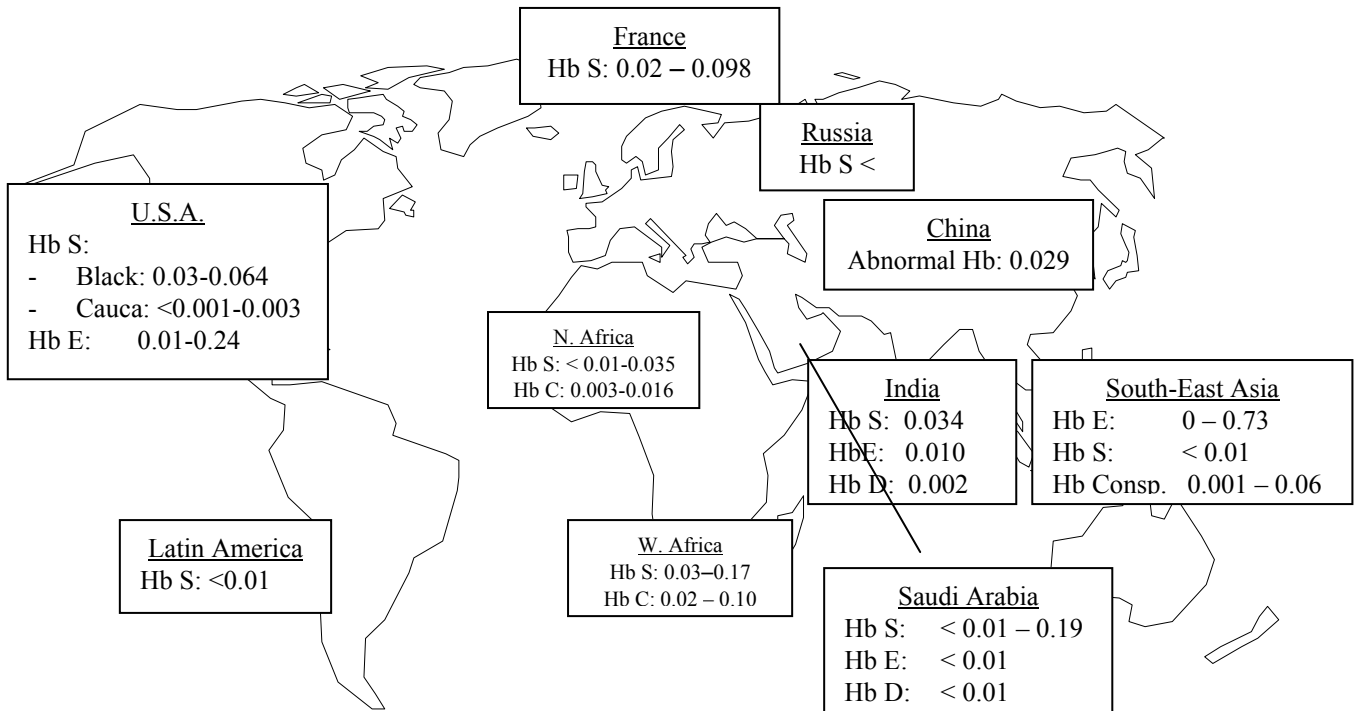 France
Hb S: 0.02 – 0.098
Russia
Hb S <
U.S.A.
Hb S:
- Black: 0.03-0.064
- Cauca: <0.001-0.003
Hb E: 0.01-0.24
China
Abnormal Hb: 0.029
N. Africa
Hb S: < 0.01-0.035
Hb C: 0.003-0.016
India
Hb S: 0.034
HbE: 0.010
Hb D: 0.002
South-East Asia
Hb E: 0 – 0.73
Hb S: < 0.01
Hb Consp. 0.001 – 0.06
Latin America
Hb S: <0.01
W. Africa
Hb S: 0.03–0.17
Hb C: 0.02 – 0.10
Saudi Arabia
Hb S: < 0.01 – 0.19
Hb E: < 0.01
Hb D: < 0.01